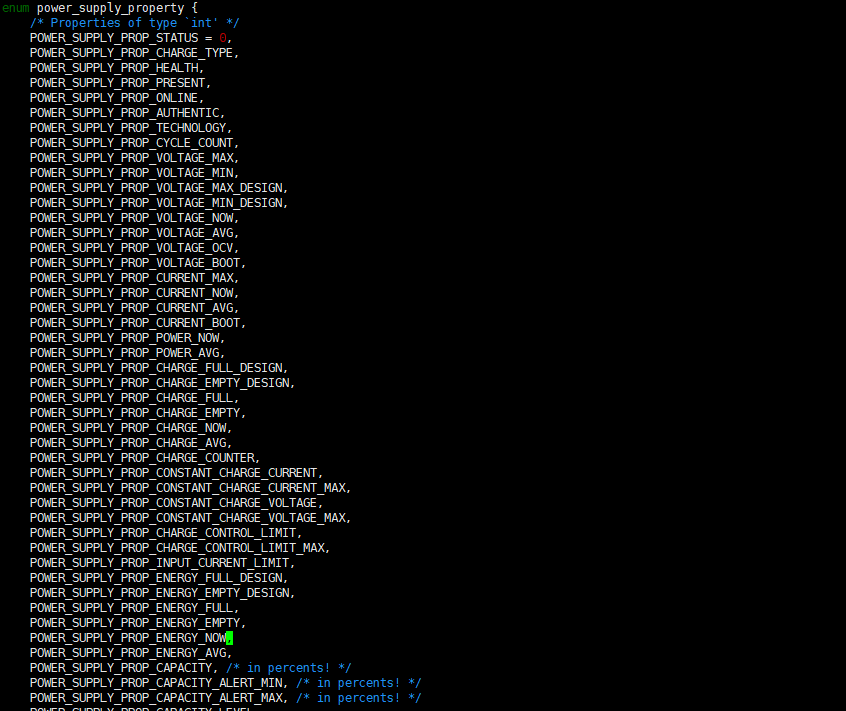 enum power_supply_property {
/* Properties of type `int' */
POWER_SUPPLY_PROP_STATUS = 0,
POWER_SUPPLY_PROP_CHARGE_TYPE,
POWER_SUPPLY_PROP_HEALTH,
POWER_SUPPLY_PROP_PRESENT,
POWER_SUPPLY_PROP_ONLINE,
POWER_SUPPLY_PROP_AUTHENTIC,
POWER_SUPPLY_PROP_TECHNOLOGY,
POWER_SUPPLY_PROP_CYCLE_COUNT,
POWER_SUPPLY_PROP_VOLTAGE_MAX,
POWER_SUPPLY_PROP_VOLTAGE_MIN,
POWER_SUPPLY_PROP_VOLTAGE_MAX_DESIGN,
POWER_SUPPLY_PROP_VOLTAGE_MIN_DESIGN,
POWER_SUPPLY_PROP_VOLTAGE_NOW,
POWER_SUPPLY_PROP_VOLTAGE_AVG,
POWER_SUPPLY_PROP_VOLTAGE_OCV,
POWER_SUPPLY_PROP_VOLTAGE_BOOT,
POWER_SUPPLY_PROP_CURRENT_MAX,
POWER_SUPPLY_PROP_CURRENT_NOW,
POWER_SUPPLY_PROP_CURRENT_AVG,
POWER_SUPPLY_PROP_CURRENT_BOOT,
POWER_SUPPLY_PROP_POWER_NOW,
POWER_SUPPLY_PROP_POWER_AVG,
POWER_SUPPLY_PROP_CHARGE_FULL_DESIGN,
POWER_SUPPLY_PROP_CHARGE_EMPTY_DESIGN,
POWER_SUPPLY_PROP_CHARGE_FULL,
POWER_SUPPLY_PROP_CHARGE_EMPTY,
POWER_SUPPLY_PROP_CHARGE_NOW,
POWER_SUPPLY_PROP_CHARGE_AVG,
POWER_SUPPLY_PROP_CHARGE_COUNTER,
POWER_SUPPLY_PROP_CONSTANT_CHARGE_CURRENT,
POWER_SUPPLY_PROP_CONSTANT_CHARGE_CURRENT_MAX,
POWER_SUPPLY_PROP_CONSTANT_CHARGE_VOLTAGE,
POWER_SUPPLY_PROP_CONSTANT_CHARGE_VOLTAGE_MAX,
POWER_SUPPLY_PROP_CHARGE_CONTROL_LIMIT,
POWER_SUPPLY_PROP_CHARGE_CONTROL_LIMIT_MAX,
POWER_SUPPLY_PROP_INPUT_CURRENT_LIMIT,
POWER_SUPPLY_PROP_ENERGY_FULL_DESIGN,
POWER_SUPPLY_PROP_ENERGY_EMPTY_DESIGN,
POWER_SUPPLY_PROP_ENERGY_FULL,
POWER_SUPPLY_PROP_ENERGY_EMPTY,
POWER_SUPPLY_PROP_ENERGY_NOW,
POWER_SUPPLY_PROP_ENERGY_AVG,
POWER_SUPPLY_PROP_CAPACITY, /* in percents! */
POWER_SUPPLY_PROP_CAPACITY_ALERT_MIN, /* in percents! */
POWER_SUPPLY_PROP_CAPACITY_ALERT_MAX, /* in percents! */